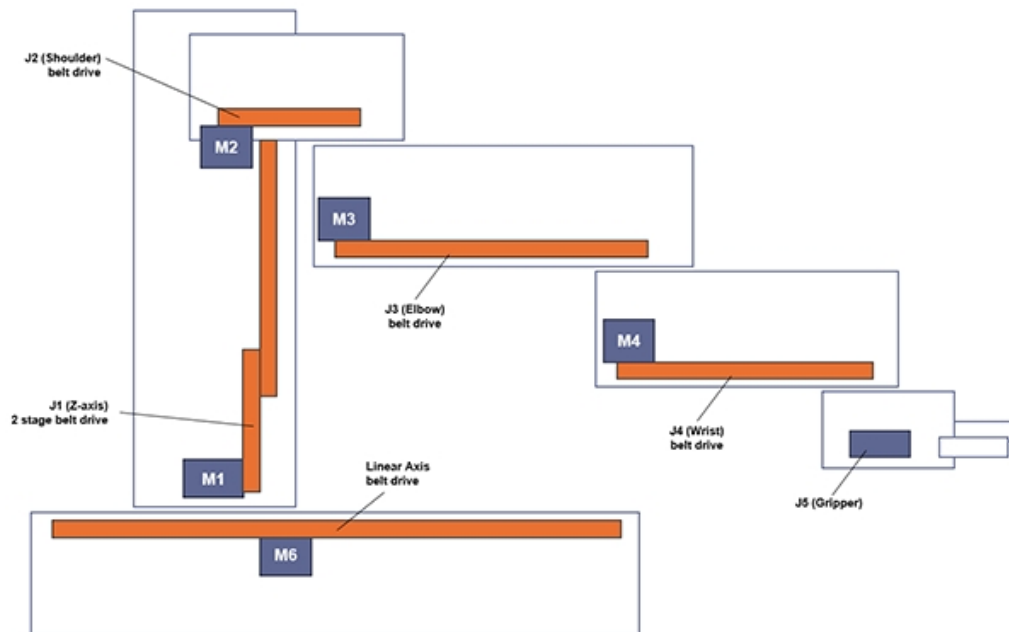 J2 (Shoulder)
belt drive
M2
M3
J3 (Elbow)
belt drive
M4
J1 (Z-axis)
2 stage belt drive
J4 (Wrist)
belt drive
M1
Linear Axis
belt drive
J5 (Gripper)
M6